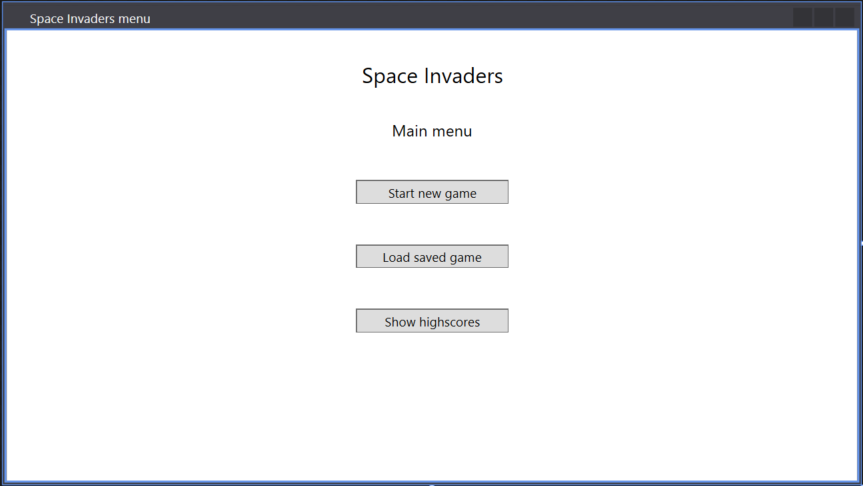 Space Invaders menu
Space Invaders
Main menu
Start new game
Load saved game
Show highscores